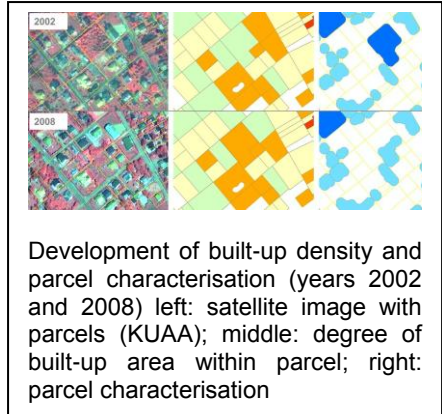 2002
2008
Development of built-up density and
parcel characterisation (years 2002
and 2008) left: satellite image with
parcels (KUAA); middle: degree of
built-up area within parcel; right:
parcel characterisation